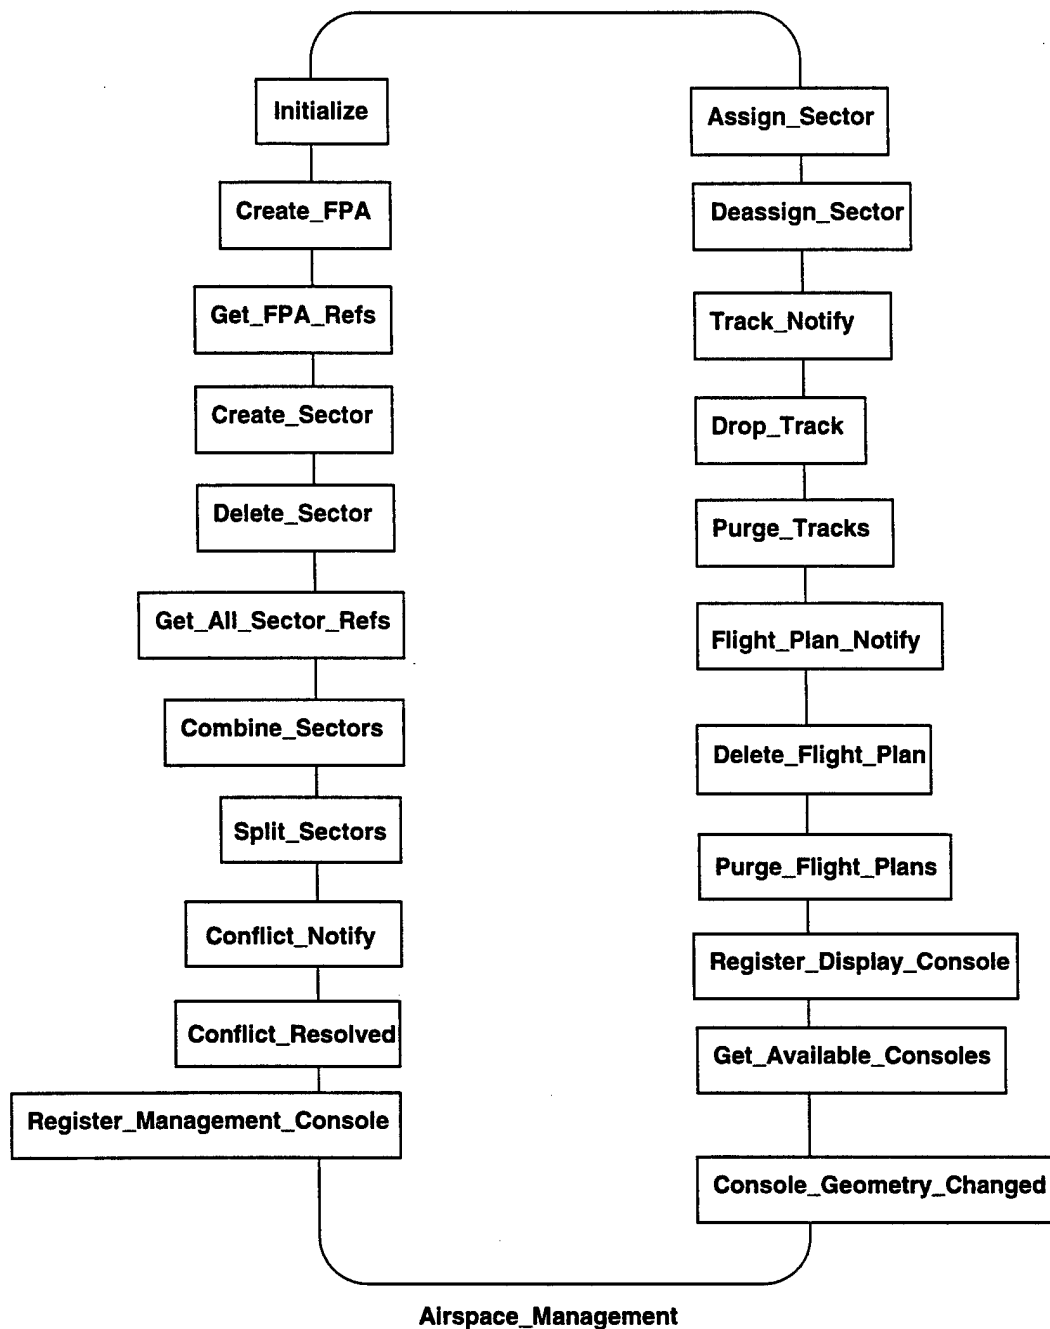 Initialize
Create_FPA
Get_FPA_Refs
Create_Sector
Delete_Sector
Get_All_Sector_Refs
Combine_Sectors
Split_Sectors
Conflict_Notify
Conflict_Resolved
Register_Management_Console
Assign_Sector
Deassign_Sector
Track_Notify
Drop_Track
Purge_Tracks
Flight_Plan_Notify
Delete_Flight_Plan
Purge_Flight_Plans
Register_Display_Console
Get_Available_Consoles
Console_Geometry_Changed
Airspace_Management